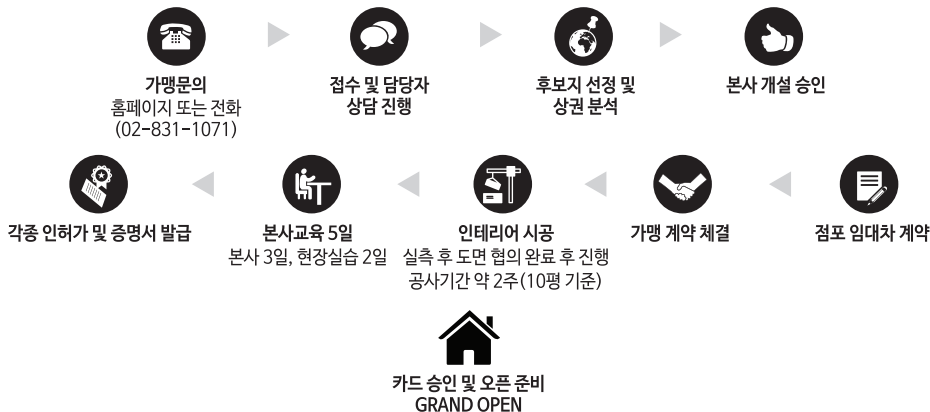 가맹문의
홈페이지 또는 전화
(02-831-1071)
접수 및 담당자
상담 진행
후보지 선정 및
상권 분석
본사 개설 승인
점포 임대차 계약
가맹 계약 체결
인테리어 시공
실측 후 도면 협의 완료 후 진행
공사기간 약 2주(10평 기준)
본사교육 5일
본사 3일, 현장실습 2일
각종 인허가 및 증명서 발급
카드 승인 및 오픈 준비
GRAND OPEN